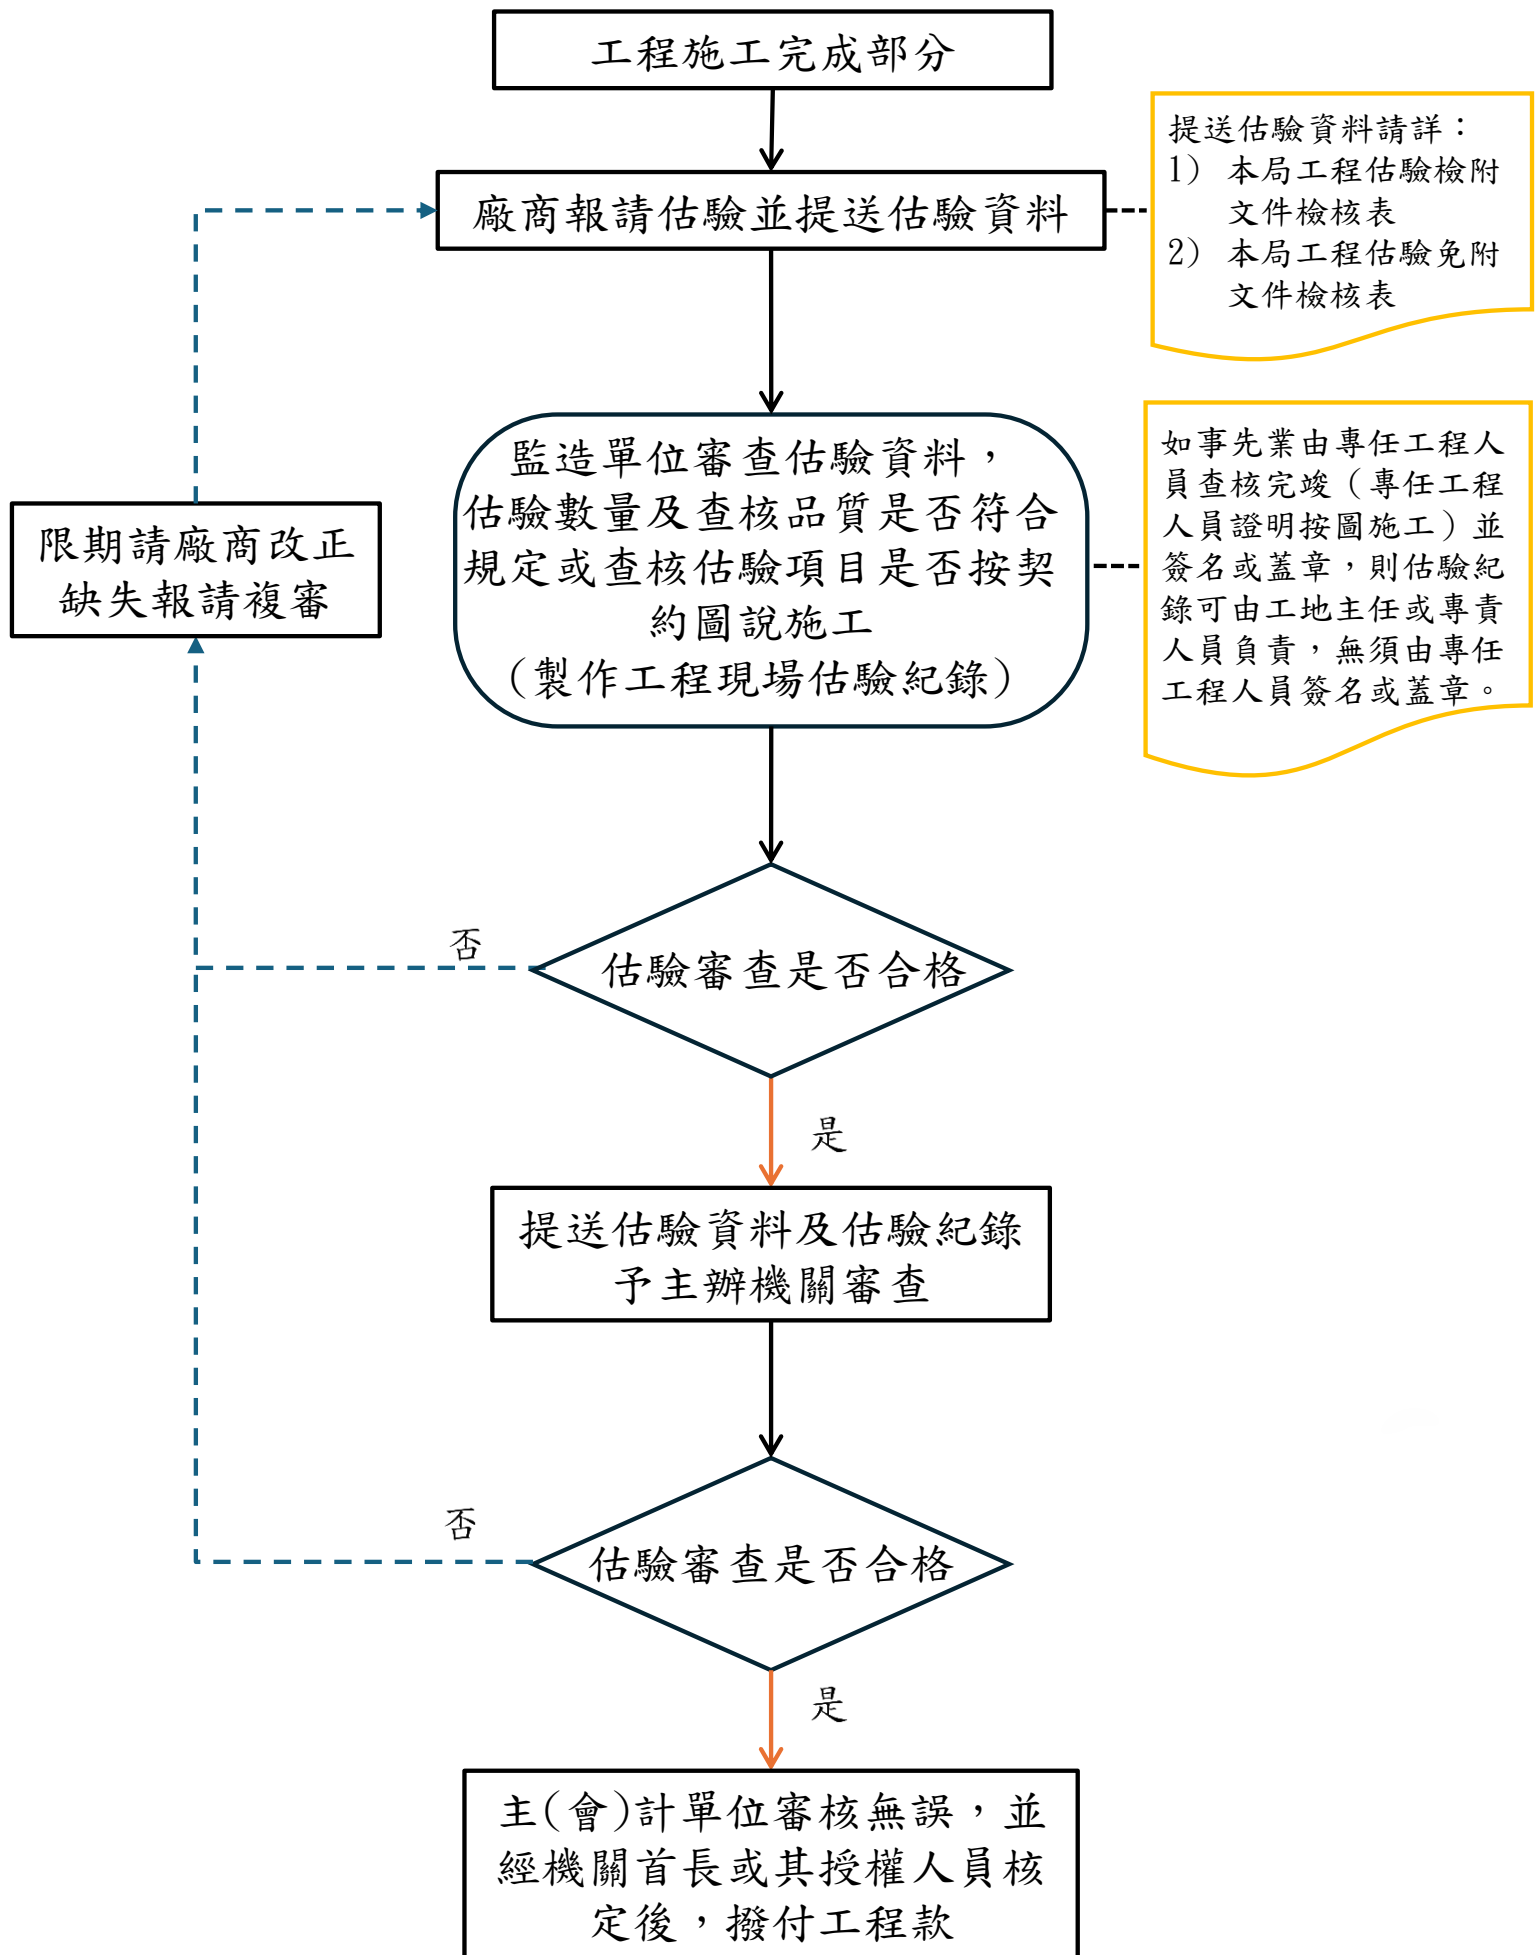 工程施工完成部分
廠商報請估驗並提送估驗資料
提送估驗資料請詳：
1) 本局工程估驗檢附
文件檢核表
2) 本局工程估驗免附
文件檢核表
監造單位審查估驗資料，
估驗數量及查核品質是否符合
規定或查核估驗項目是否按契
約圖說施工
（製作工程現場估驗紀錄）
如事先業由專任工程人
員查核完竣（專任工程
人員證明按圖施工）並
簽名或蓋章，則估驗紀
錄可由工地主任或專責
人員負責，無須由專任
工程人員簽名或蓋章。
限期請廠商改正
缺失報請複審
否
估驗審查是否合格
是
提送估驗資料及估驗紀錄
予主辦機關審查
否
估驗審查是否合格
是
主(會)計單位審核無誤，並
經機關首長或其授權人員核
定後，撥付工程款